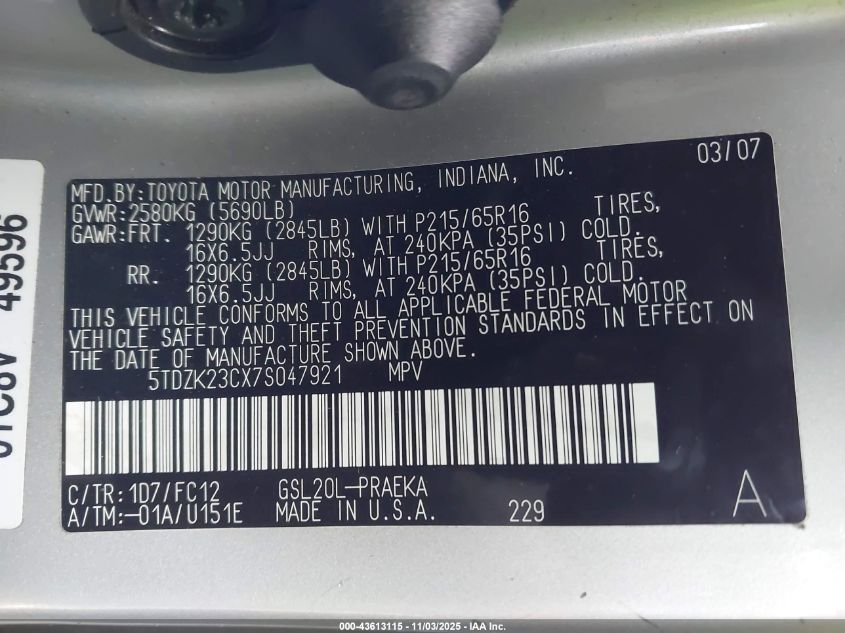 03/07
MFD.BY:TOYOTA MOTOR MANUFACTURING, INDIANA, INC.
GVWR:2580KG (5690LB)
GAWR:FRT. 1290KG (2845LB) WITH P215/65R16 TIRES,
16X6.5JJ RIMS, AT 240KPA (35PSI) COLD.
RR. 1290KG (2845LB) WITH P215/65R16 TIRES,
16X6.5JJ RIMS, AT 240KPA (35PSI) COLD.
THIS VEHICLE CONFORMS TO ALL APPLICABLE FEDERAL MOTOR
VEHICLE SAFETY AND THEFT PREVENTION STANDARDS IN EFFECT ON
THE DATE OF MANUFACTURE SHOWN ABOVE.
5TDZK23CX7S047921 MPV
C/TR:1D7/FC12 GSL20L-PRAEKA
A/TM:-01A/U151E MADE IN U.S.A. 229 A
49596
000-43613115 - 11/03/2025 - IAA Inc.